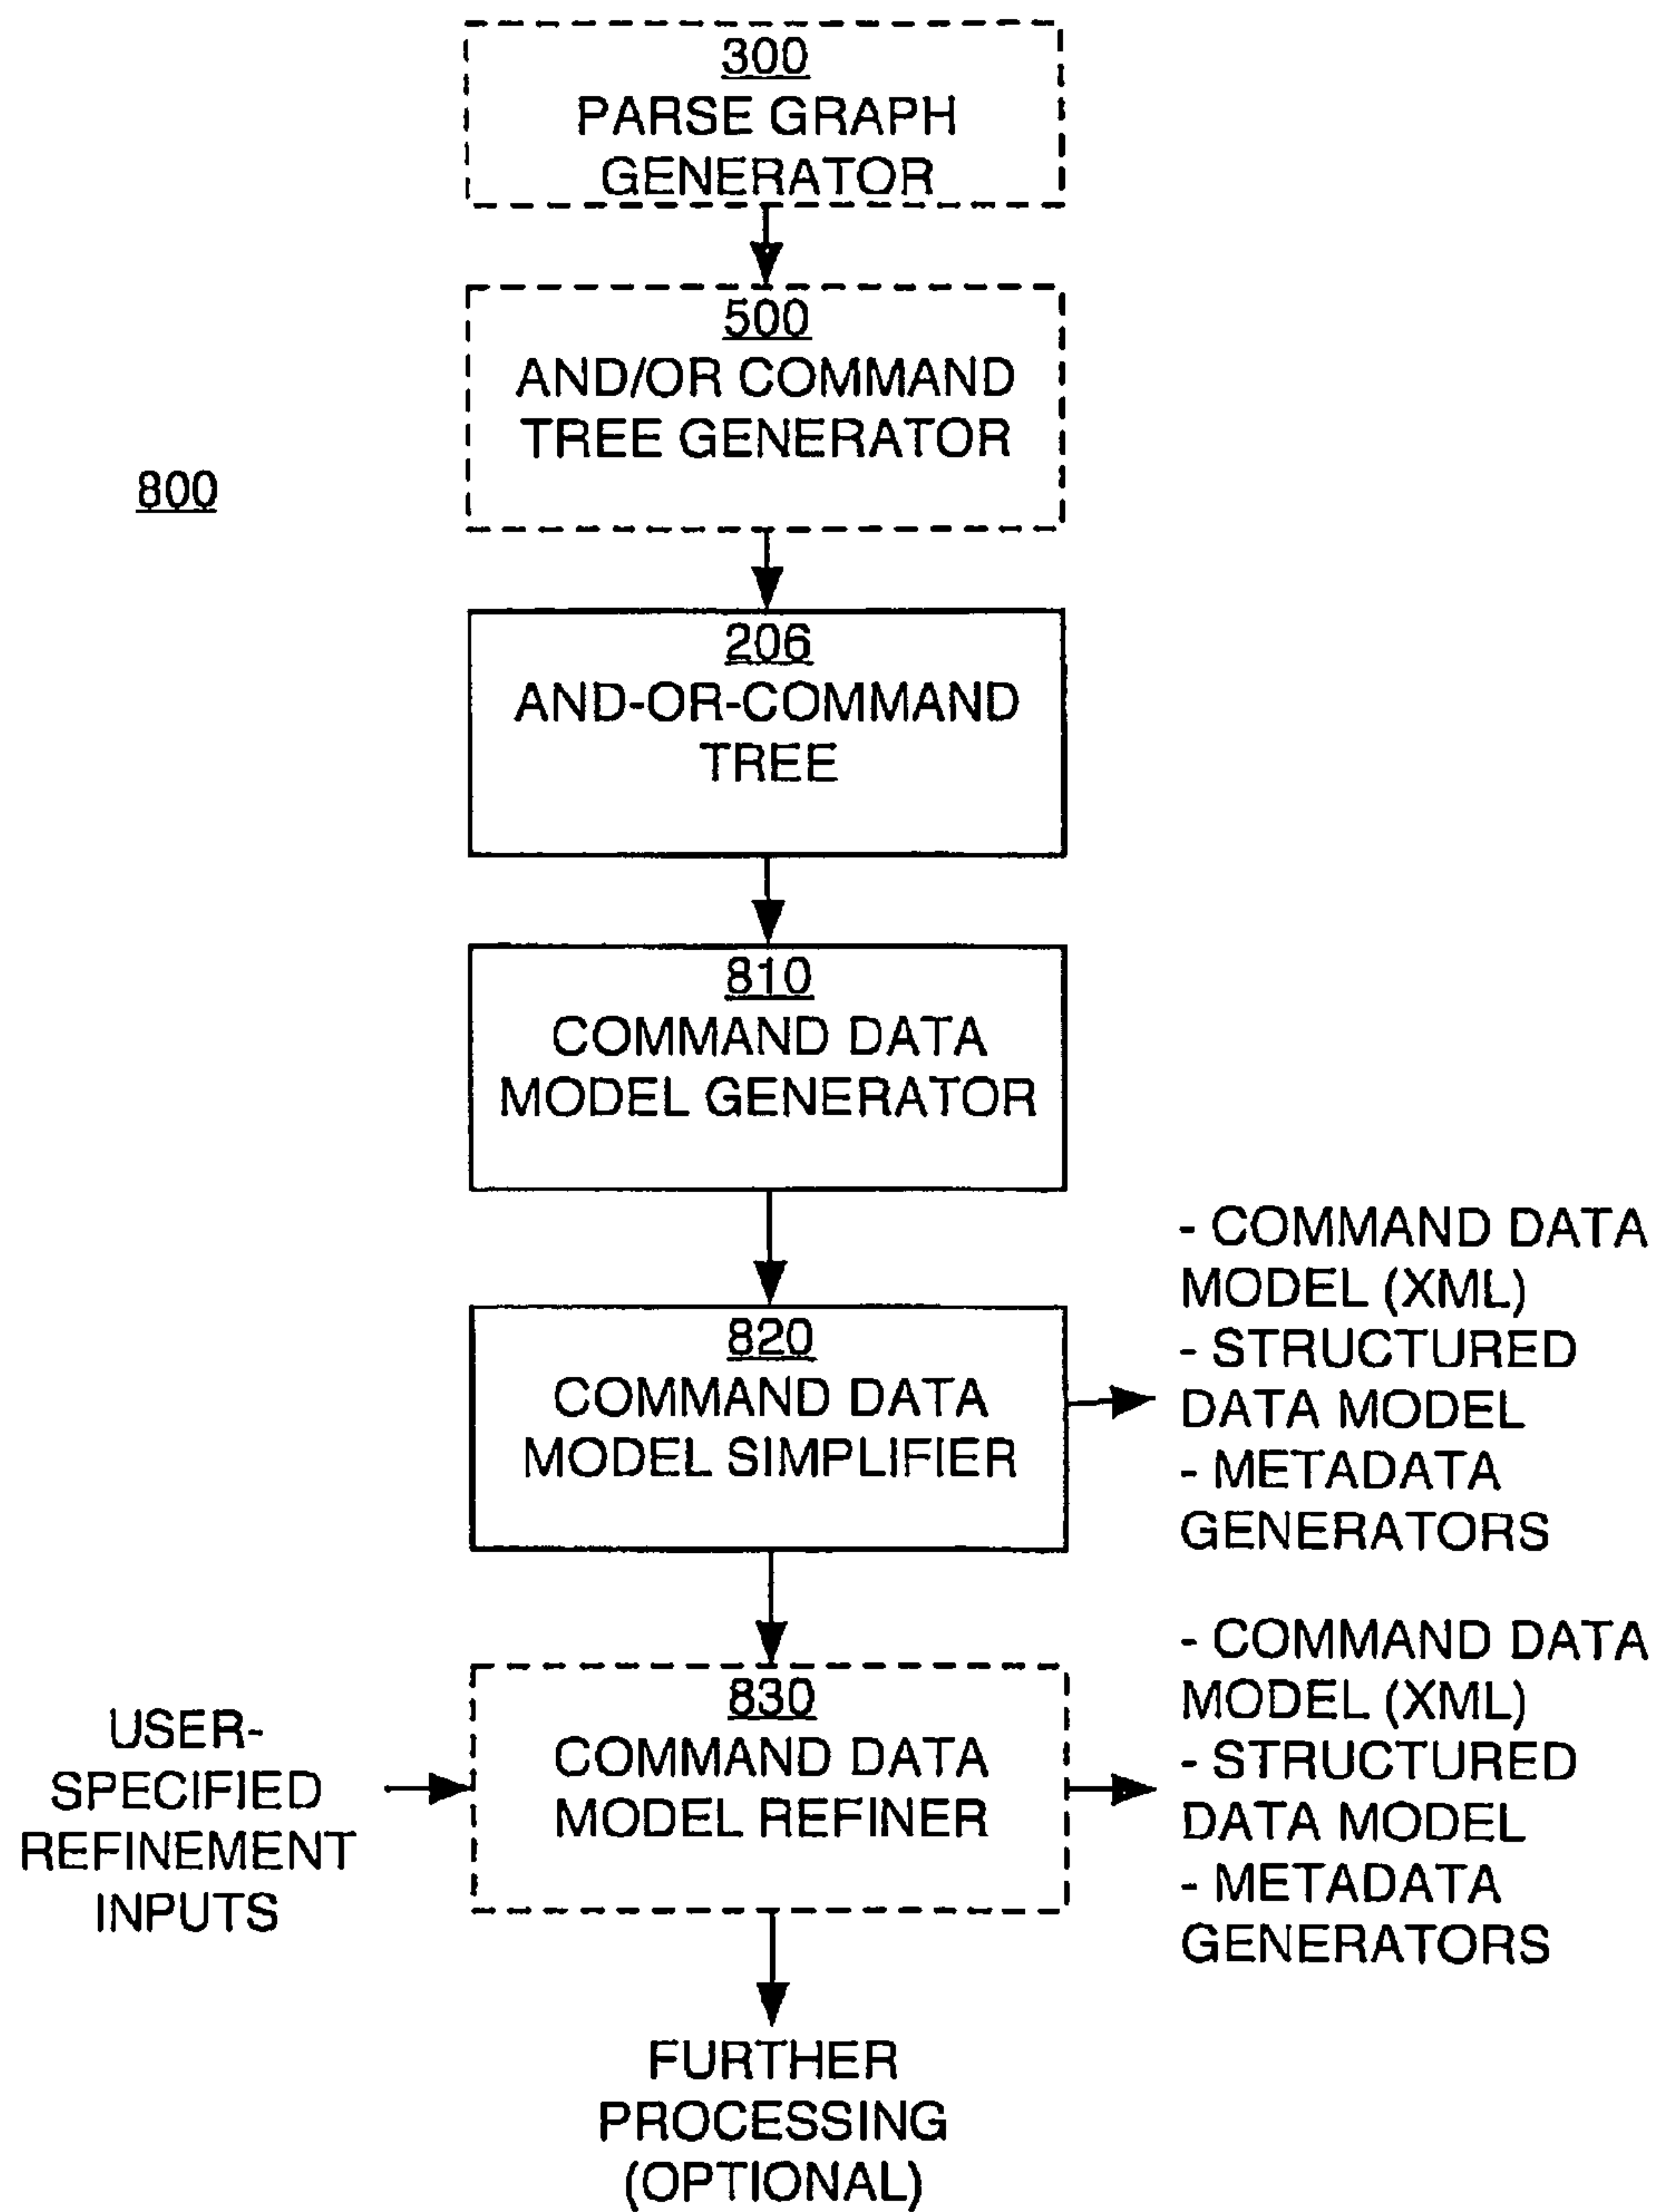 300
PARSE GRAPH
GENERATOR
500
AND/OR COMMAND
TREE GENERATOR
800
206
AND-OR-COMMAND
TREE
810
COMMAND DATA
MODEL GENERATOR
820
COMMAND DATA
MODEL SIMPLIFIER
- COMMAND DATA
MODEL (XML)
- STRUCTURED
DATA MODEL
- METADATA
GENERATORS
USER-
SPECIFIED
REFINEMENT
INPUTS
830
COMMAND DATA
MODEL REFINER
- COMMAND DATA
MODEL (XML)
- STRUCTURED
DATA MODEL
- METADATA
GENERATORS
FURTHER
PROCESSING
(OPTIONAL)